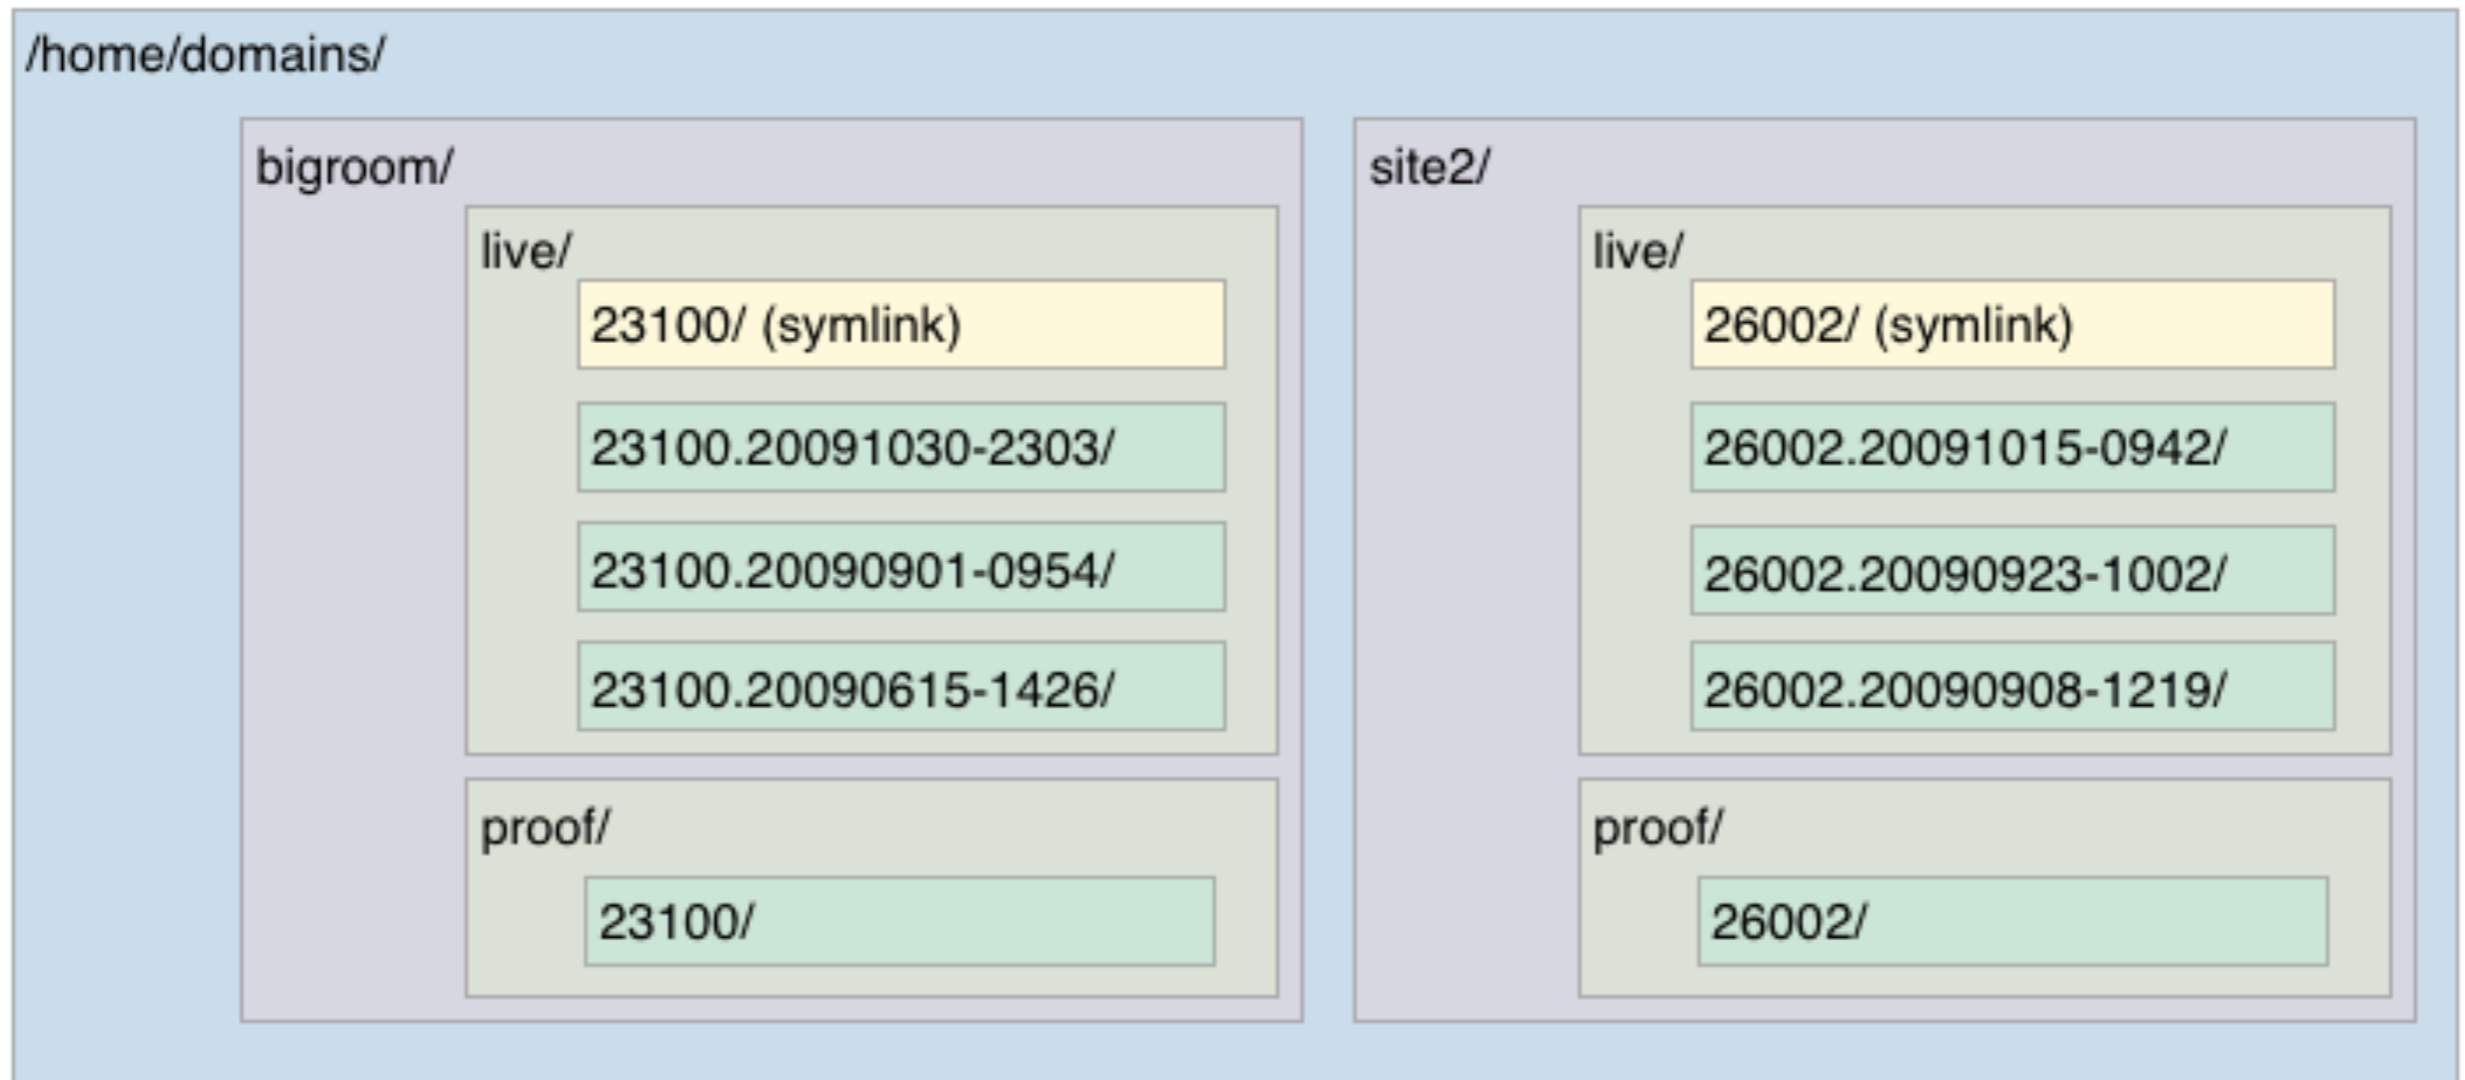 /home/domains/
bigroom/
live/
23100/ (symlink)
23100.20091030-2303/
23100.20090901-0954/
23100.20090615-1426/
proof/
23100/
site2/
live/
26002/ (symlink)
26002.20091015-0942/
26002.20090923-1002/
26002.20090908-1219/
proof/
26002/